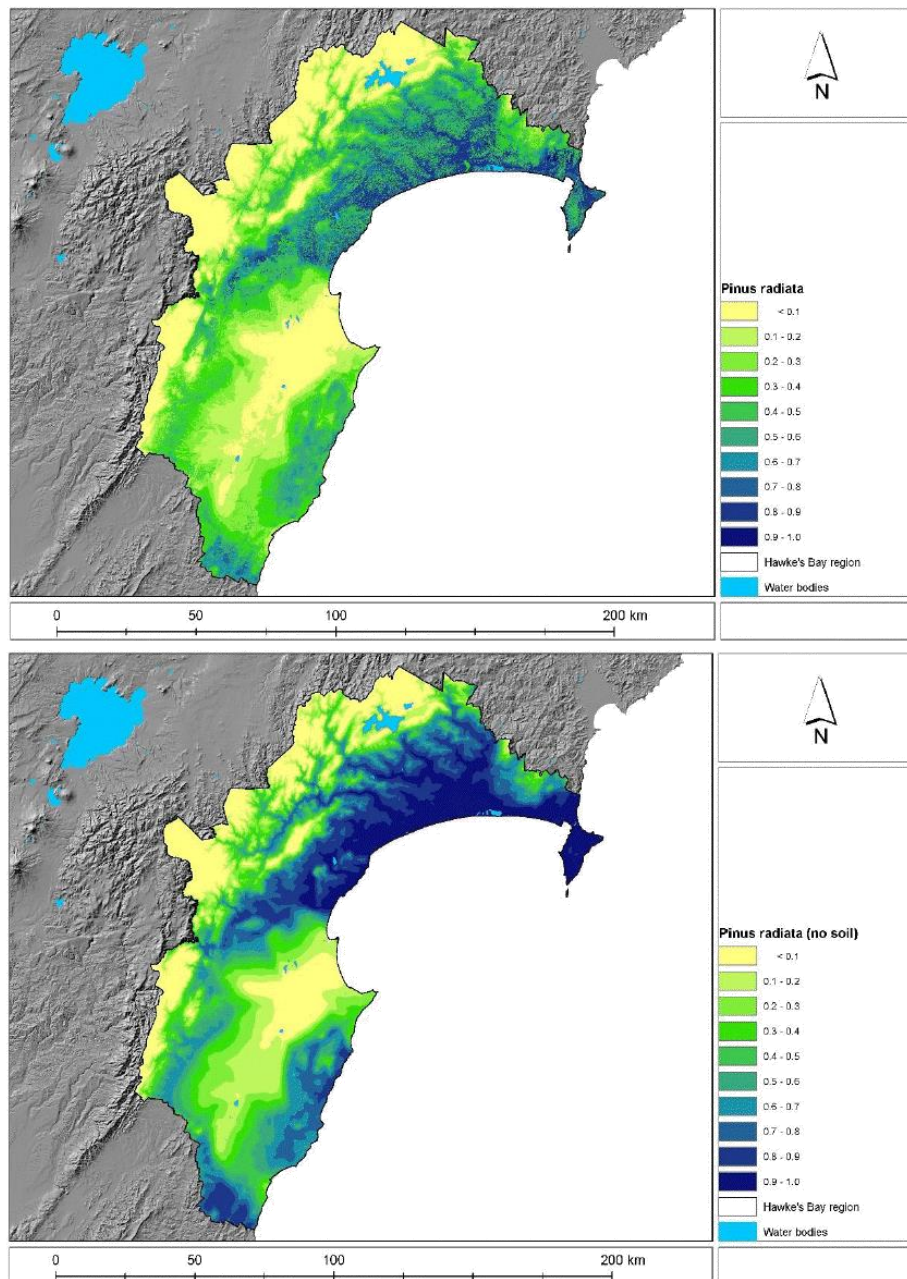 N
Pinus radiata
< 0.1
0.1 - 0.2
0.2 - 0.3
0.3 - 0.4
0.4 - 0.5
0.5 - 0.6
0.6 - 0.7
0.7 - 0.8
0.8 - 0.9
0.9 - 1.0
Hawke's Bay region
Water bodies
0 50 100 200 km
N
Pinus radiata (no soil)
< 0.1
0.1 - 0.2
0.2 - 0.3
0.3 - 0.4
0.4 - 0.5
0.5 - 0.6
0.6 - 0.7
0.7 - 0.8
0.8 - 0.9
0.9 - 1.0
Hawke's Bay region
Water bodies
0 50 100 200 km